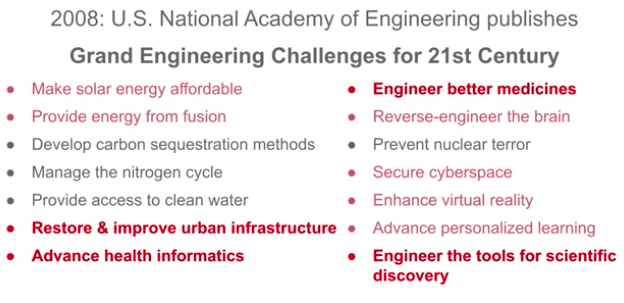 2008: U.S. National Academy of Engineering publishes
Grand Engineering Challenges for 21st Century
● Make solar energy affordable
● Provide energy from fusion
● Develop carbon sequestration methods
● Manage the nitrogen cycle
● Provide access to clean water
● Restore & improve urban infrastructure
● Advance health informatics
● Engineer better medicines
● Reverse-engineer the brain
● Prevent nuclear terror
● Secure cyberspace
● Enhance virtual reality
● Advance personalized learning
● Engineer the tools for scientific
discovery